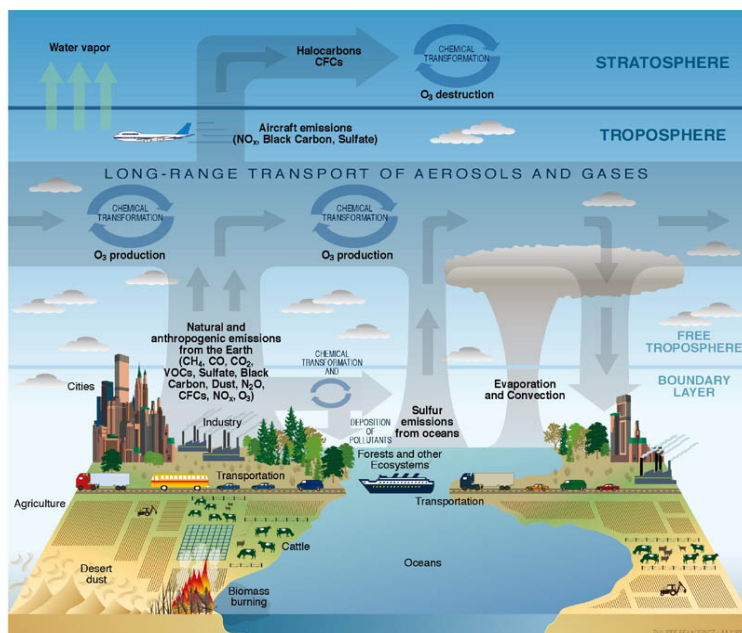 Water vapor
Halocarbons
CFCs
CHEMICAL
TRANSFORMATION
O₃ destruction
STRATOSPHERE
Aircraft emissions
(NOₓ, Black Carbon, Sulfate)
TROPOSPHERE
LONG-RANGE TRANSPORT OF AEROSOLS AND GASES
CHEMICAL
TRANSFORMATION
O₃ production
CHEMICAL
TRANSFORMATION
O₃ production
Natural and
anthropogenic emissions
from the Earth
(CH₄, CO, CO₂,
VOCs, Sulfate, Black
Carbon, Dust, N₂O,
CFCs, NOₓ, O₃)
CHEMICAL
TRANSFORMATION
AND
DEPOSITION
OF
POLLUTANTS
FREE
TROPOSPHERE
BOUNDARY
LAYER
Cities
Industry
Sulfur
emissions
from oceans
Evaporation
and Convection
Forests and other
Ecosystems
Transportation
Transportation
Agriculture
Cattle
Oceans
Desert
dust
Biomass
burning